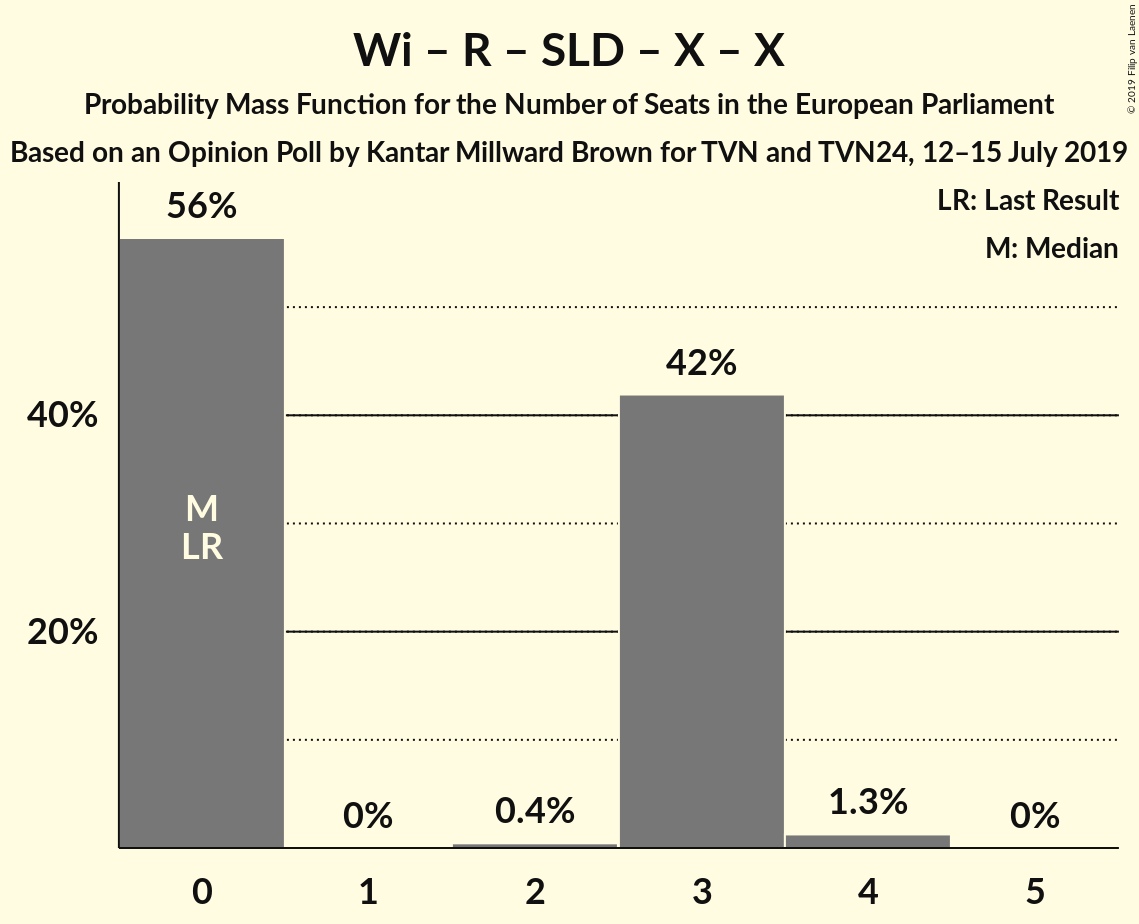 Wi – R – SLD – X – X
Probability Mass Function for the Number of Seats in the European Parliament
Based on an Opinion Poll by Kantar Millward Brown for TVN and TVN24, 12–15 July 2019
© 2019 Filip van Laenen
LR: Last Result
M: Median
56%
42%
40%
M
LR
20%
0%
0.4%
1.3%
0%
0
1
2
3
4
5